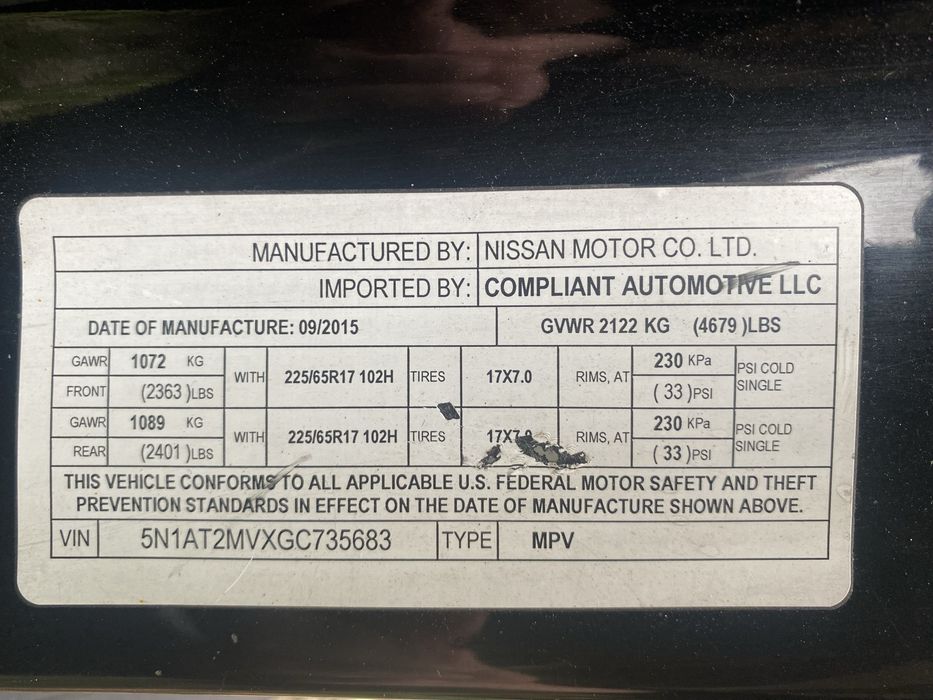 MANUFACTURED BY: NISSAN MOTOR CO. LTD.
IMPORTED BY: COMPLIANT AUTOMOTIVE LLC
DATE OF MANUFACTURE: 09/2015 GVWR 2122 KG (4679 )LBS
GAWR 1072 KG WITH 225/65R17 102H TIRES 17X7.0 RIMS, AT 230 KPa PSI COLD
FRONT (2363 )LBS ( 33 )PSI SINGLE
GAWR 1089 KG WITH 225/65R17 102H TIRES 17X7.0 RIMS, AT 230 KPa PSI COLD
REAR (2401 )LBS ( 33 )PSI SINGLE
THIS VEHICLE CONFORMS TO ALL APPLICABLE U.S. FEDERAL MOTOR SAFETY AND THEFT
PREVENTION STANDARDS IN EFFECT ON THE DATE OF MANUFACTURE SHOWN ABOVE.
VIN 5N1AT2MVXGC735683 TYPE MPV